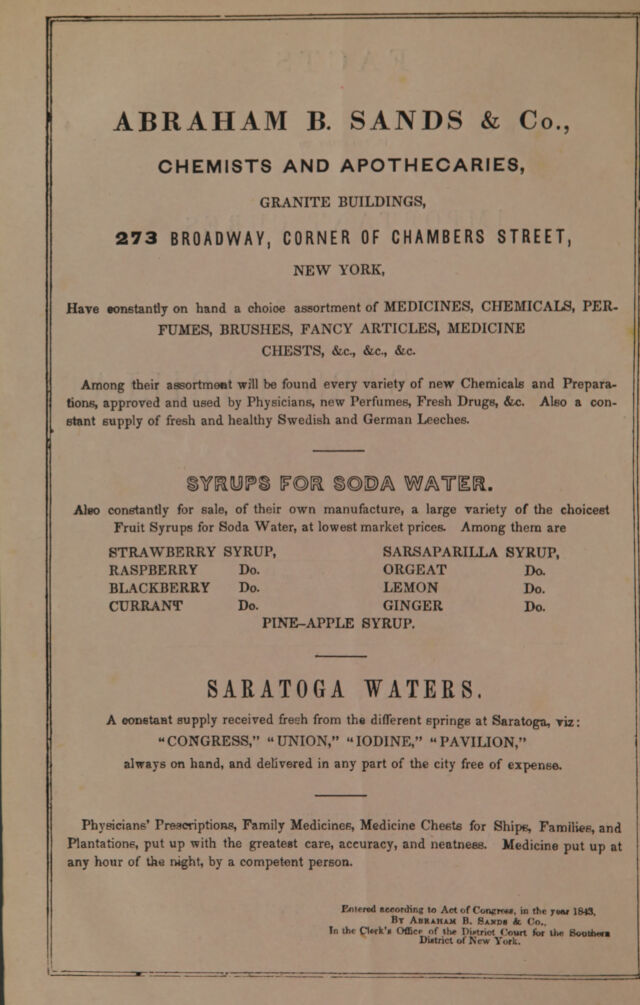 ABRAHAM B. SANDS & Co.,
CHEMISTS AND APOTHECARIES,
GRANITE BUILDINGS,
273 BROADWAY, CORNER OF CHAMBERS STREET,
NEW YORK,
Have constantly on hand a choice assortment of MEDICINES, CHEMICALS, PER-
FUMES, BRUSHES, FANCY ARTICLES, MEDICINE
CHESTS, &c., &c., &c.
Among their assortment will be found every variety of new Chemicals and Prepara-
tions, approved and used by Physicians, new Perfumes, Fresh Drugs, &c. Also a con-
stant supply of fresh and healthy Swedish and German Leeches.
SYRUPS FOR SODA WATER.
Also constantly for sale, of their own manufacture, a large variety of the choicest
Fruit Syrups for Soda Water, at lowest market prices. Among them are
STRAWBERRY SYRUP, SARSAPARILLA SYRUP,
RASPBERRY Do. ORGEAT Do.
BLACKBERRY Do. LEMON Do.
CURRANT Do. GINGER Do.
PINE-APPLE SYRUP.
SARATOGA WATERS.
A constant supply received fresh from the different springs at Saratoga, viz:
"CONGRESS," "UNION," "IODINE," "PAVILION,"
always on hand, and delivered in any part of the city free of expense.
Physicians' Prescriptions, Family Medicines, Medicine Chests for Ships, Families, and
Plantations, put up with the greatest care, accuracy, and neatness. Medicine put up at
any hour of the night, by a competent person.
Entered according to Act of Congress, in the year 1843,
BY ABRAHAM B. SANDS & Co.,
In the Clerk's Office of the District Court for the Southern
District of New York.